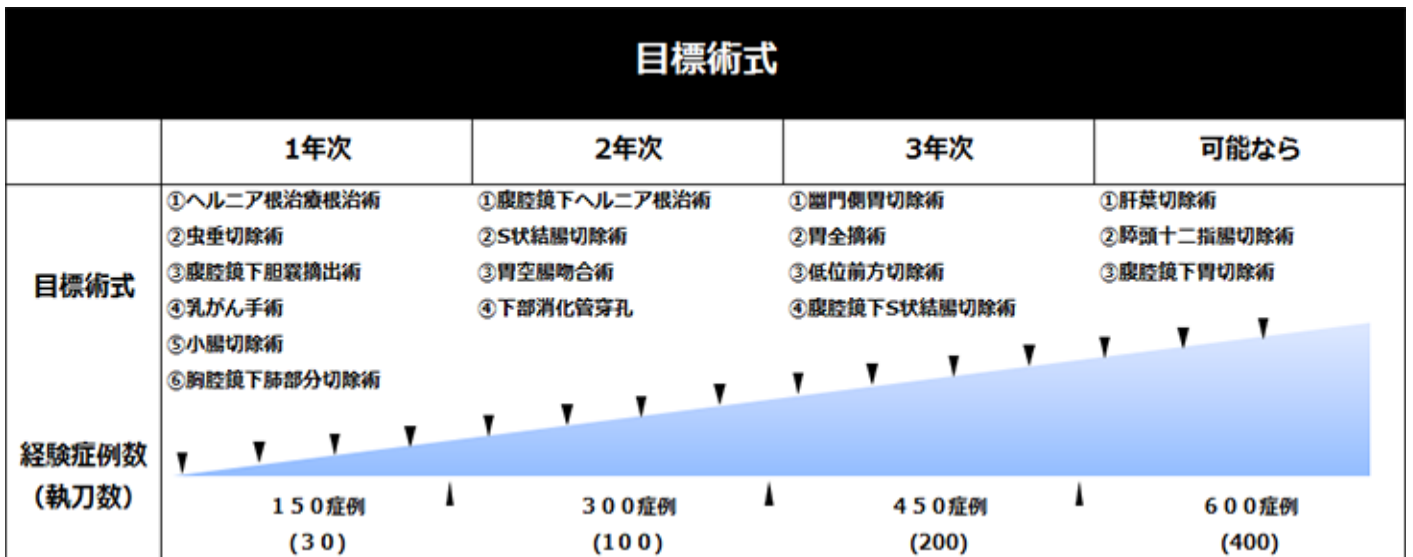 目標術式
1年次
2年次
3年次
可能なら
目標術式
①ヘルニア根治療根治術
②虫垂切除術
③腹腔鏡下胆嚢摘出術
④乳がん手術
⑤小腸切除術
⑥胸腔鏡下肺部分切除術
①腹腔鏡下ヘルニア根治術
②S状結腸切除術
③胃空腸吻合術
④下部消化管穿孔
①幽門側胃切除術
②胃全摘術
③低位前方切除術
④腹腔鏡下S状結腸切除術
①肝葉切除術
②膵頭十二指腸切除術
③腹腔鏡下胃切除術
経験症例数
（執刀数）
１５０症例
(３０)
３００症例
(１００)
４５０症例
(200)
６００症例
(400)